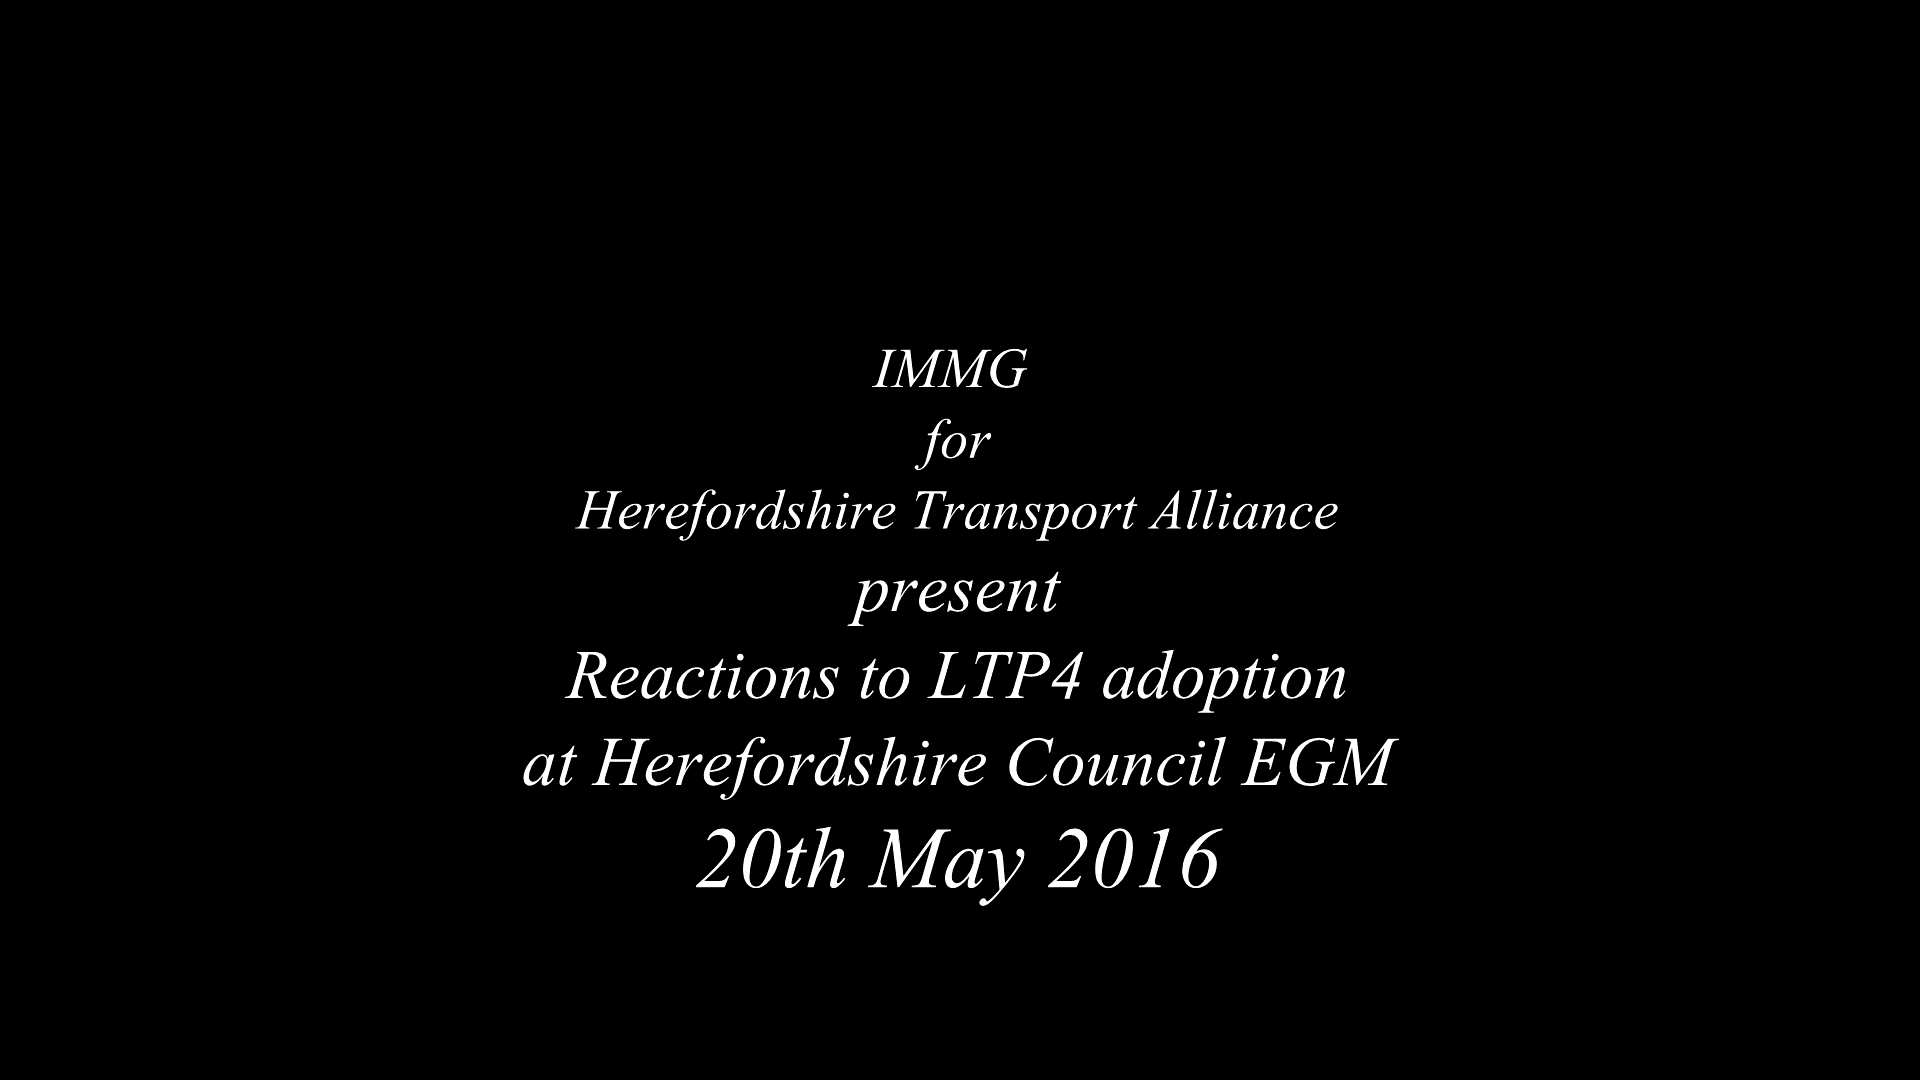 IMMG
for
Herefordshire Transport Alliance
present
Reactions to LTP4 adoption
at Herefordshire Council EGM
20th May 2016